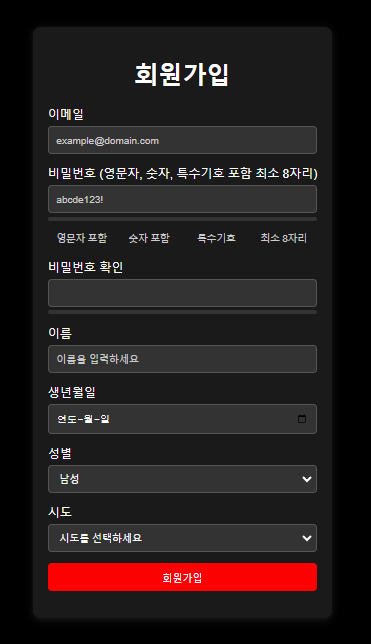 회원가입
이메일
example@domain.com
비밀번호 (영문자, 숫자, 특수기호 포함 최소 8자리)
abcde123!
영문자 포함 숫자 포함 특수기호 최소 8자리
비밀번호 확인
이름
이름을 입력하세요
생년월일
연도-월-일
성별
남성
시도
시도를 선택하세요
회원가입